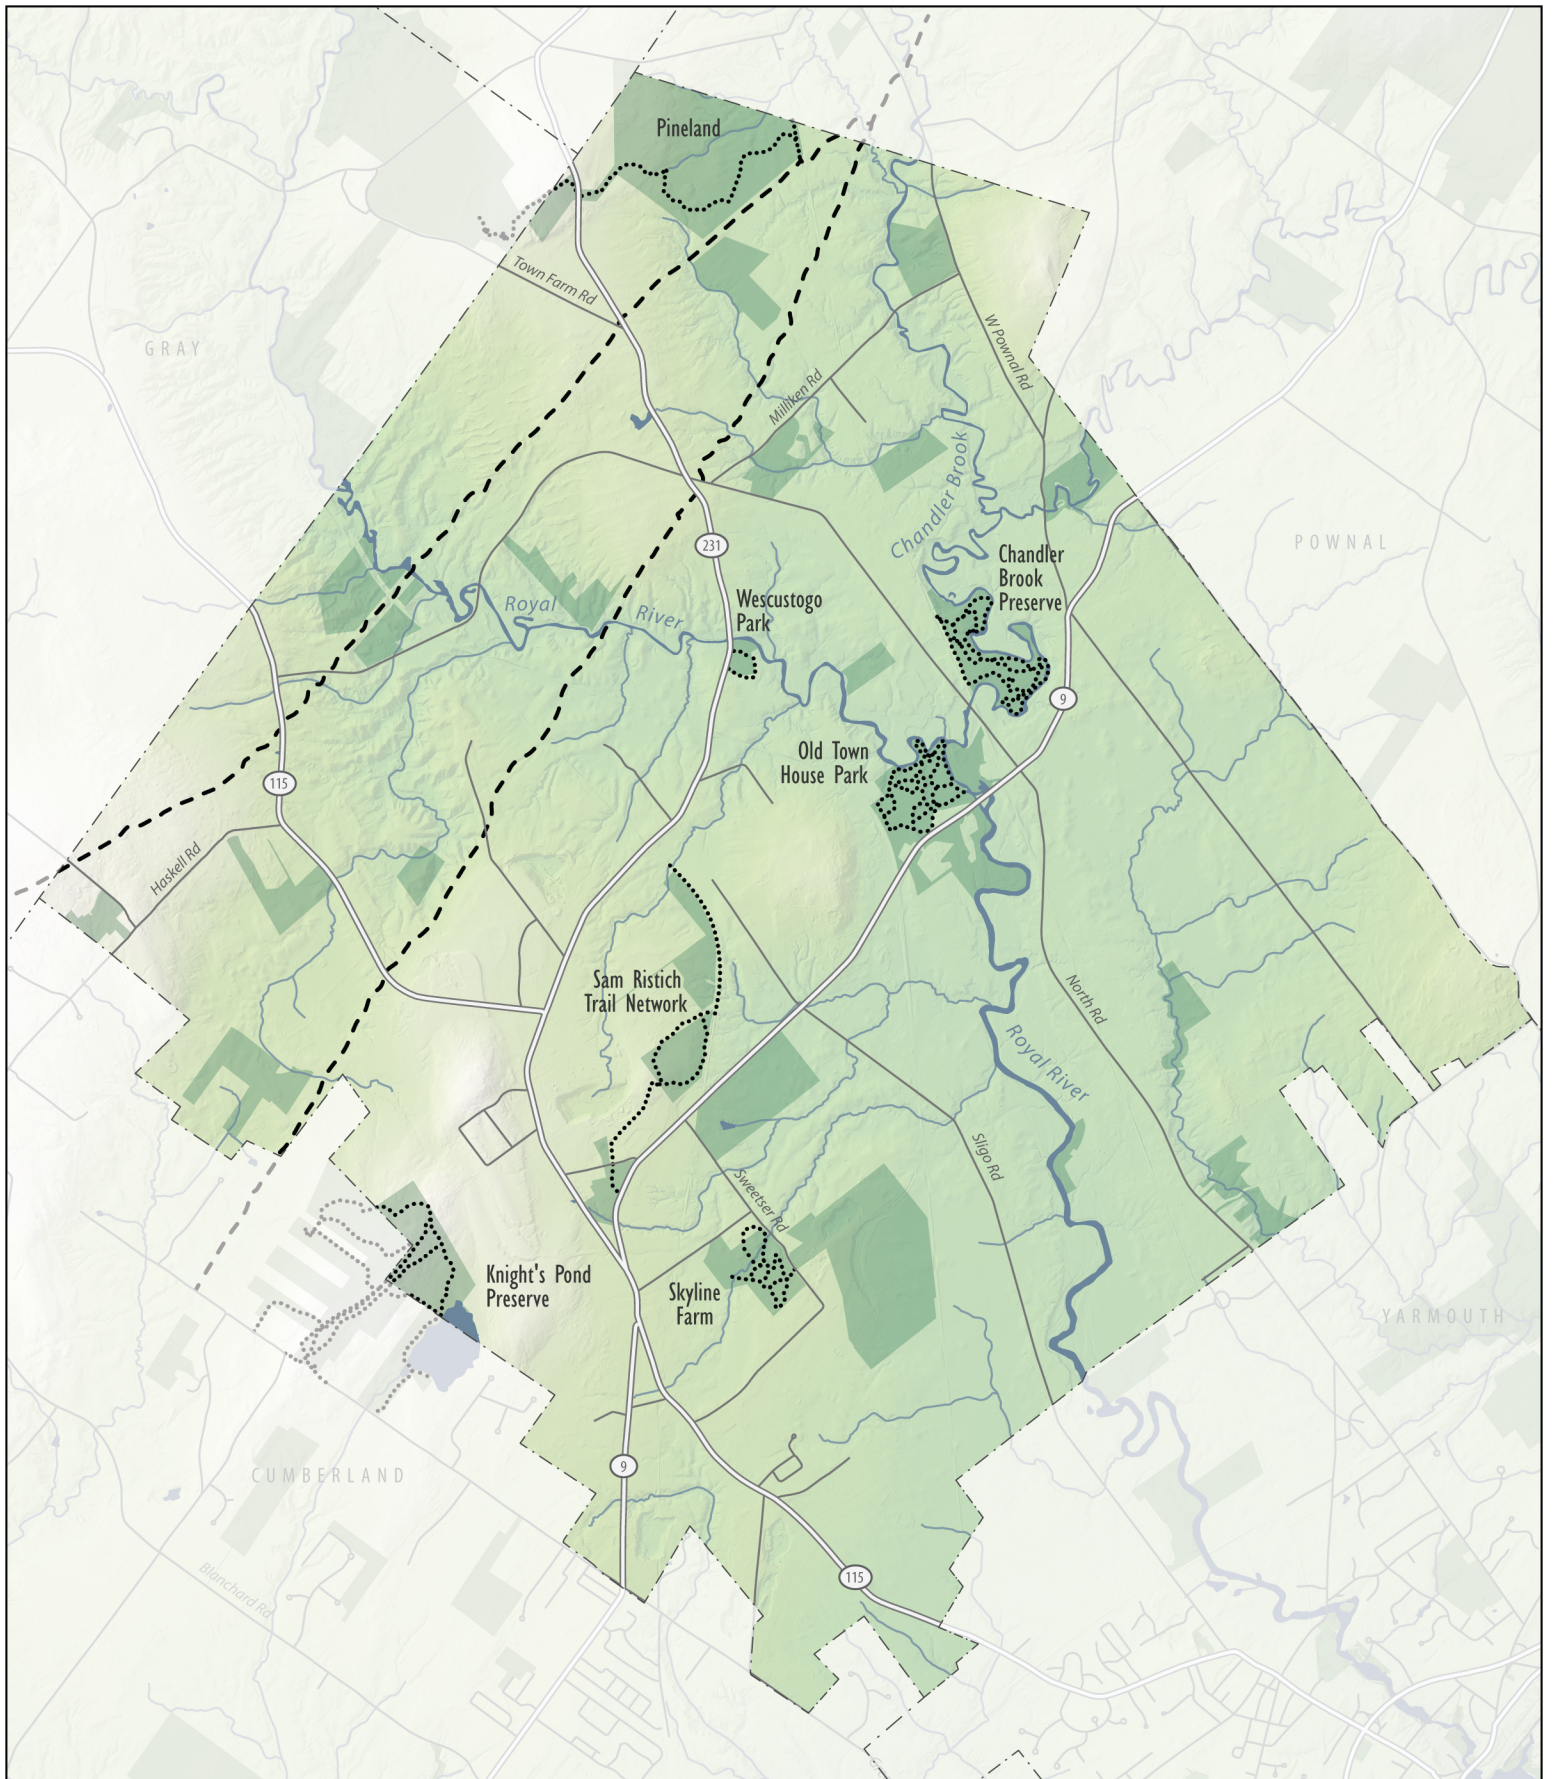 Pineland
Town Farm Rd
W Pownal Rd
GRAY
Milliken Rd
Chandler Brook
231
POWNAL
Chandler
Brook
Preserve
Royal
River
Wescustogo
Park
9
Old Town
House Park
115
Haskell Rd
Sam Ristich
Trail Network
North Rd
Royal River
Sligo Rd
Sweetser Rd
Knight's Pond
Preserve
Skyline
Farm
YARMOUTH
CUMBERLAND
9
Blanchard Rd
115